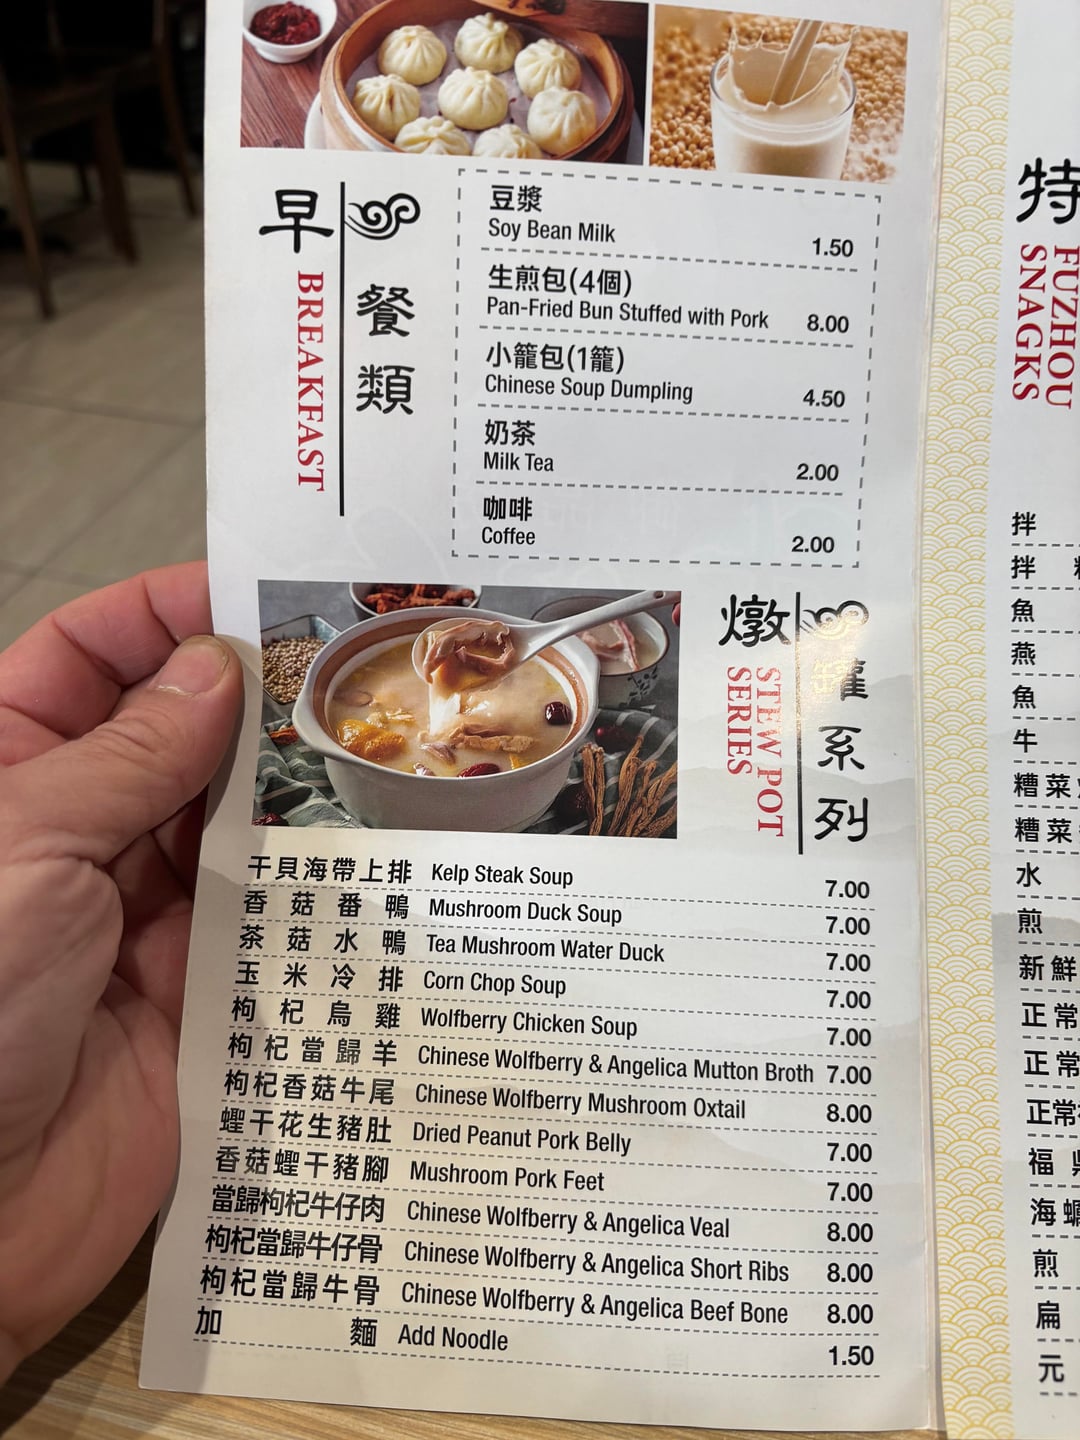 早餐類
BREAKFAST
豆漿
Soy Bean Milk 1.50
生煎包(4個)
Pan-Fried Bun Stuffed with Pork 8.00
小籠包(1籠)
Chinese Soup Dumpling 4.50
奶茶
Milk Tea 2.00
咖啡
Coffee 2.00
燉罐系列
STEW POT
SERIES
干貝海帶上排 Kelp Steak Soup 7.00
香菇番鴨 Mushroom Duck Soup 7.00
茶菇水鴨 Tea Mushroom Water Duck 7.00
玉米冷排 Corn Chop Soup 7.00
枸杞烏雞 Wolfberry Chicken Soup 7.00
枸杞當歸羊 Chinese Wolfberry & Angelica Mutton Broth 7.00
枸杞香菇牛尾 Chinese Wolfberry Mushroom Oxtail 8.00
蟶干花生豬肚 Dried Peanut Pork Belly 7.00
香菇蟶干豬腳 Mushroom Pork Feet 7.00
當歸枸杞牛仔肉 Chinese Wolfberry & Angelica Veal 8.00
枸杞當歸牛仔骨 Chinese Wolfberry & Angelica Short Ribs 8.00
枸杞當歸牛骨 Chinese Wolfberry & Angelica Beef Bone 8.00
加麵 Add Noodle 1.50
特
FUZHOU
SNAGKS
拌
拌
魚
燕
魚
牛
糟菜
糟菜
水
煎
新鮮
正常
正常
正常
福
海
煎
扁
元